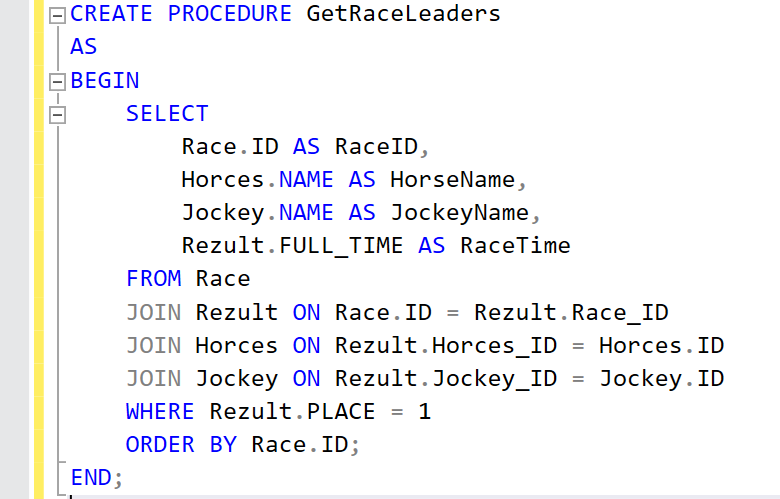 CREATE PROCEDURE GetRaceLeaders
AS
BEGIN
    SELECT
        Race.ID AS RaceID,
        Horces.NAME AS HorseName,
        Jockey.NAME AS JockeyName,
        Rezult.FULL_TIME AS RaceTime
    FROM Race
    JOIN Rezult ON Race.ID = Rezult.Race_ID
    JOIN Horces ON Rezult.Horces_ID = Horces.ID
    JOIN Jockey ON Rezult.Jockey_ID = Jockey.ID
    WHERE Rezult.PLACE = 1
    ORDER BY Race.ID;
END;